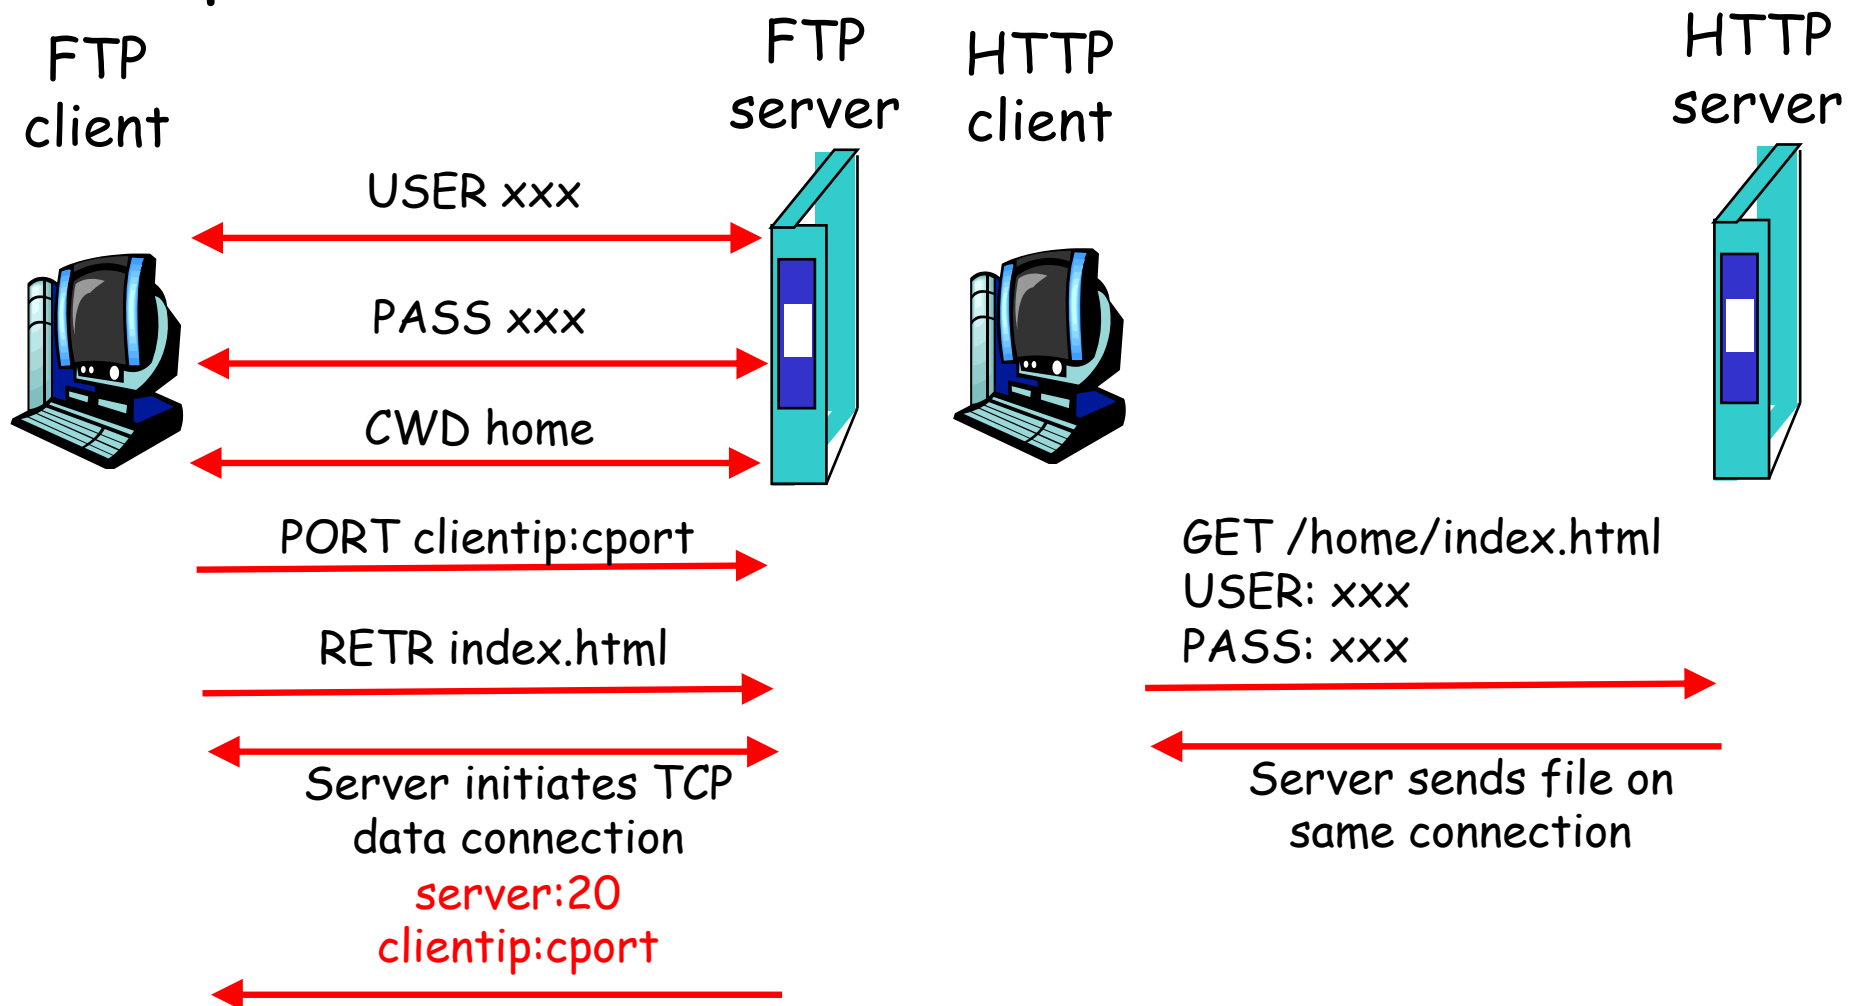 FTP
client
FTP
server
USER xxx
PASS xxx
CWD home
PORT clientip:cport
RETR index.html
Server initiates TCP
data connection
server:20
clientip:cport
HTTP
client
HTTP
server
GET /home/index.html
USER: xxx
PASS: xxx
Server sends file on
same connection